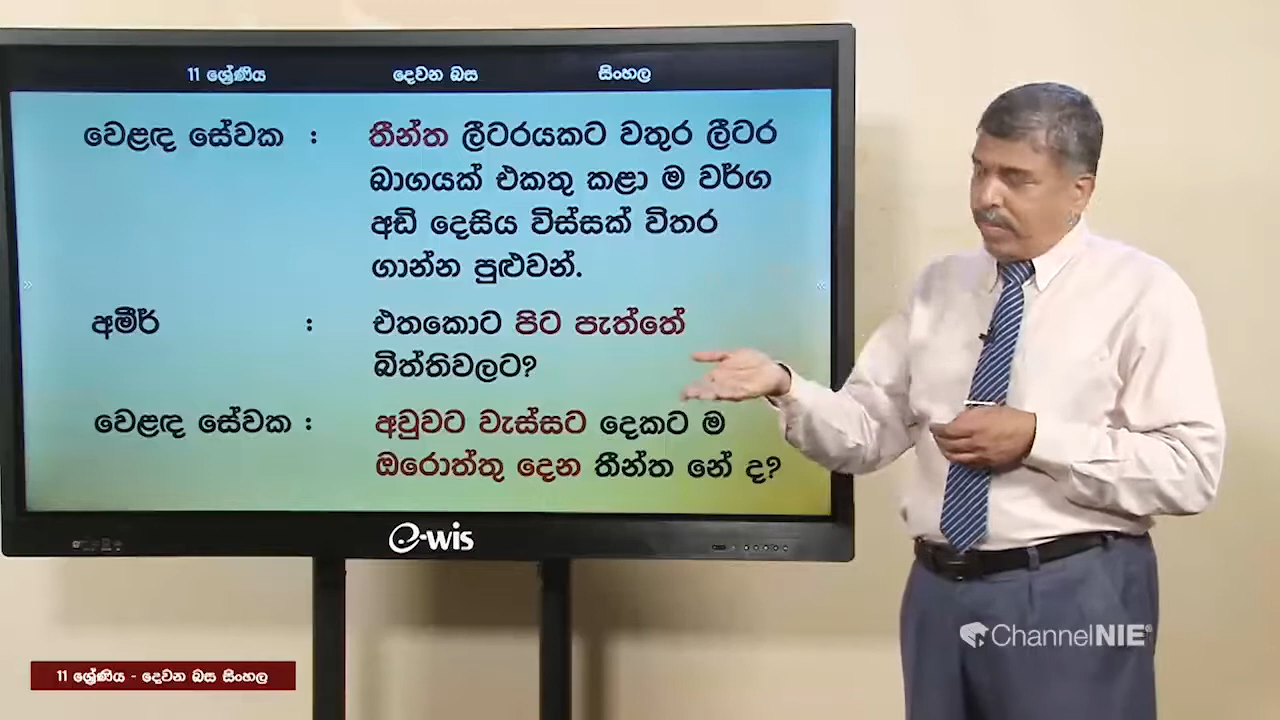 11 ශ්‍රේණිය දෙවන බස සිංහල
වෙළඳ සේවක : තීන්ත ලීටරයකට වතුර ලීටර
බාගයක් එකතු කළා ම වර්ග
අඩි දෙසිය විස්සක් විතර
ගාන්න පුළුවන්.
අමීර් : එතකොට පිට පැත්තේ
බිත්තිවලට?
වෙළඳ සේවක : අව්වට වැස්සට දෙකට ම
ඔරොත්තු දෙන තීන්ත නේ ද?
e-wis
ChannelNIE
11 ශ්‍රේණිය - දෙවන බස සිංහල